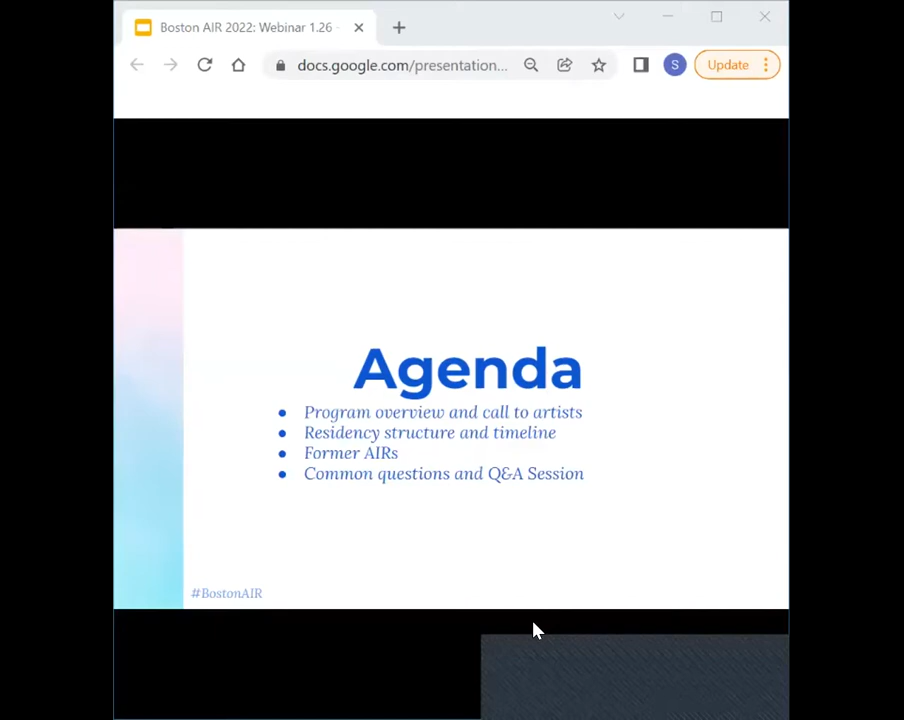 Boston AIR 2022: Webinar 1.26
docs.google.com/presentation...
S
Update
Agenda
Program overview and call to artists
Residency structure and timeline
Former AIRs
Common questions and Q&A Session
#BostonAIR